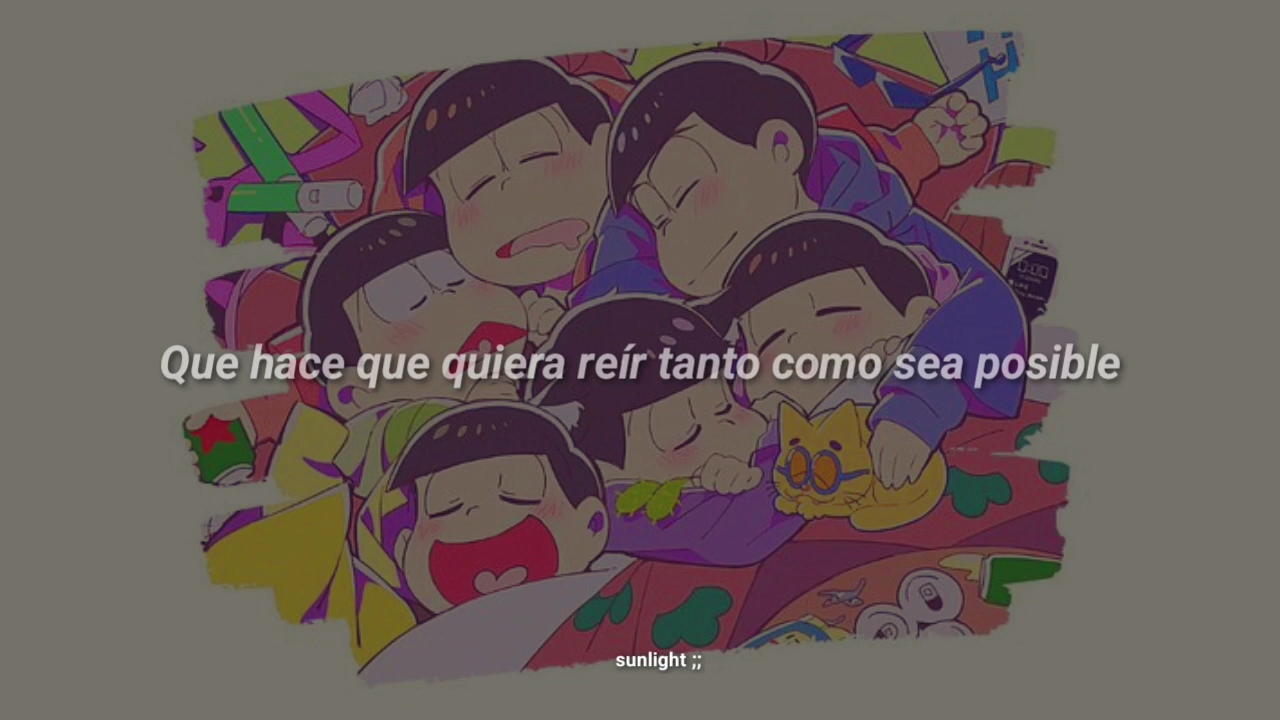 Que hace que quiera reír tanto como sea posible
sunlight ;;